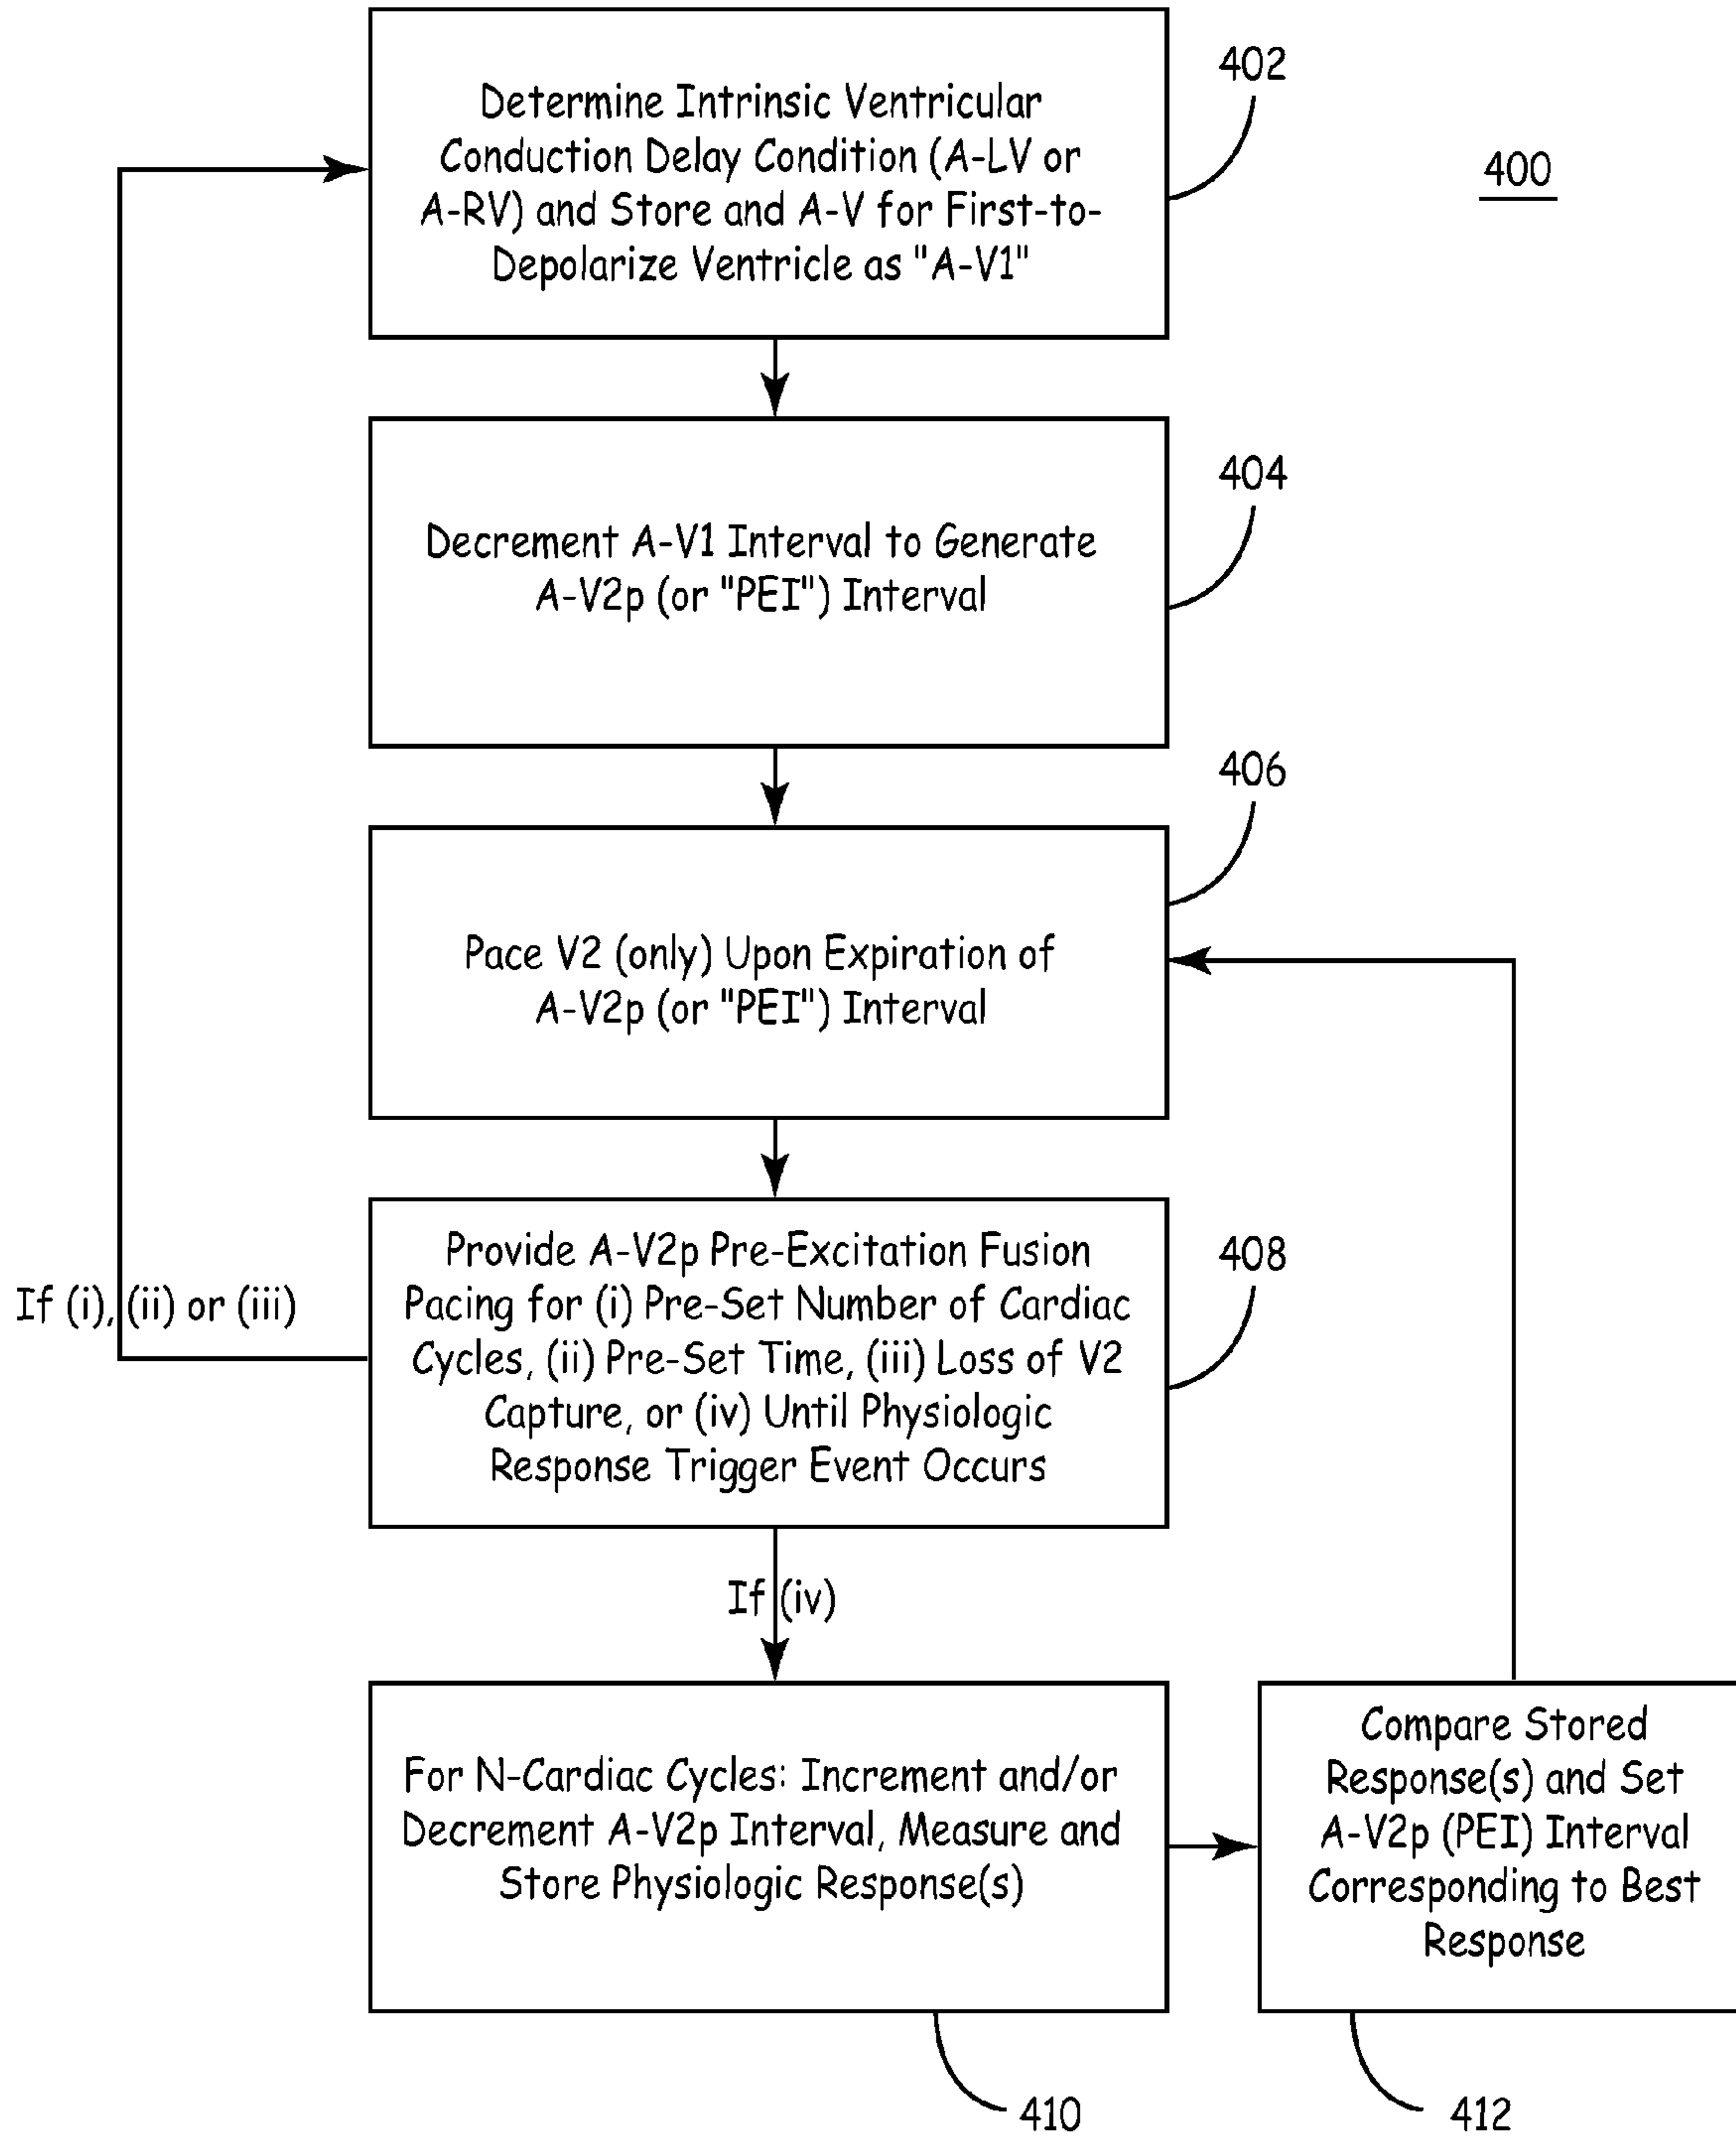 Determine Intrinsic Ventricular
Conduction Delay Condition (A-LV or
A-RV) and Store and A-V for First-to-
Depolarize Ventricle as "A-V1"
402
400
Decrement A-V1 Interval to Generate
A-V2p (or "PEI") Interval
404
Pace V2 (only) Upon Expiration of
A-V2p (or "PEI") Interval
406
Provide A-V2p Pre-Excitation Fusion
Pacing for (i) Pre-Set Number of Cardiac
Cycles, (ii) Pre-Set Time, (iii) Loss of V2
Capture, or (iv) Until Physiologic
Response Trigger Event Occurs
408
If (i), (ii) or (iii)
If (iv)
For N-Cardiac Cycles: Increment and/or
Decrement A-V2p Interval, Measure and
Store Physiologic Response(s)
410
Compare Stored
Response(s) and Set
A-V2p (PEI) Interval
Corresponding to Best
Response
412